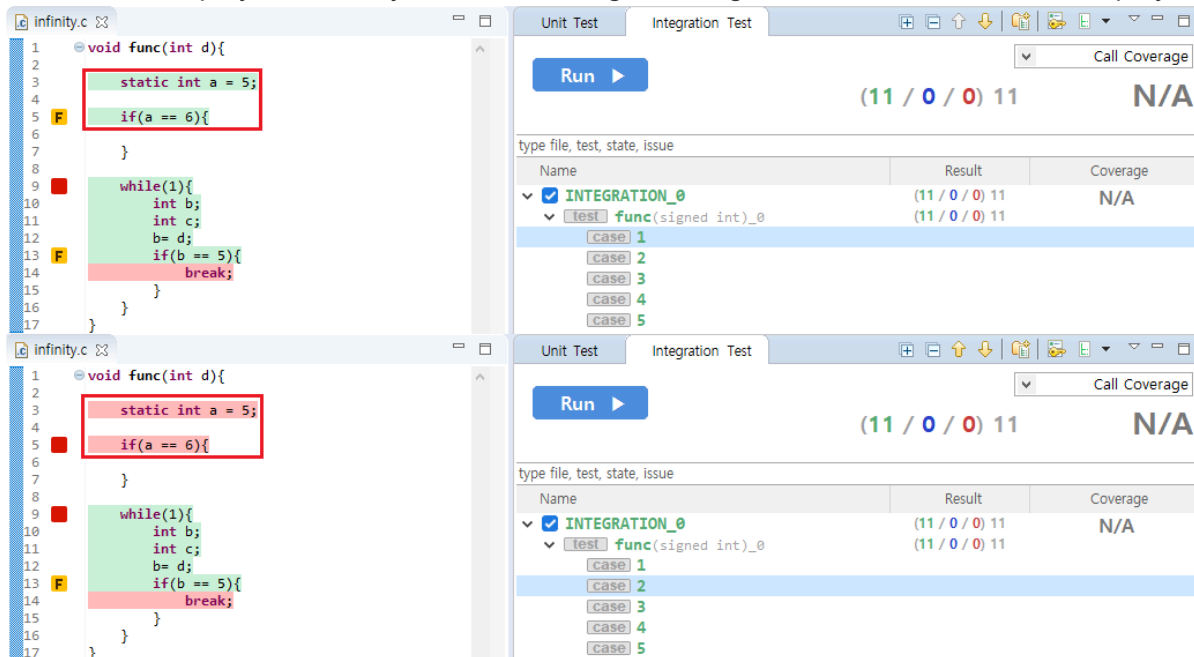 infinity.c
1 void func(int d){
2
3 static int a = 5;
4
5 F if(a == 6){
6
7 }
8
9 while(1){
10 int b;
11 int c;
12 b= d;
13 F if(b == 5){
14 break;
15 }
16 }
17 }
Unit Test Integration Test
Call Coverage
Run
(11 / 0 / 0) 11 N/A
type file, test, state, issue
Name Result Coverage
INTEGRATION_0 (11 / 0 / 0) 11 N/A
test func(signed int)_0 (11 / 0 / 0) 11
case 1
case 2
case 3
case 4
case 5
infinity.c
1 void func(int d){
2
3 static int a = 5;
4
5 if(a == 6){
6
7 }
8
9 while(1){
10 int b;
11 int c;
12 b= d;
13 F if(b == 5){
14 break;
15 }
16 }
17 }
Unit Test Integration Test
Call Coverage
Run
(11 / 0 / 0) 11 N/A
type file, test, state, issue
Name Result Coverage
INTEGRATION_0 (11 / 0 / 0) 11 N/A
test func(signed int)_0 (11 / 0 / 0) 11
case 1
case 2
case 3
case 4
case 5